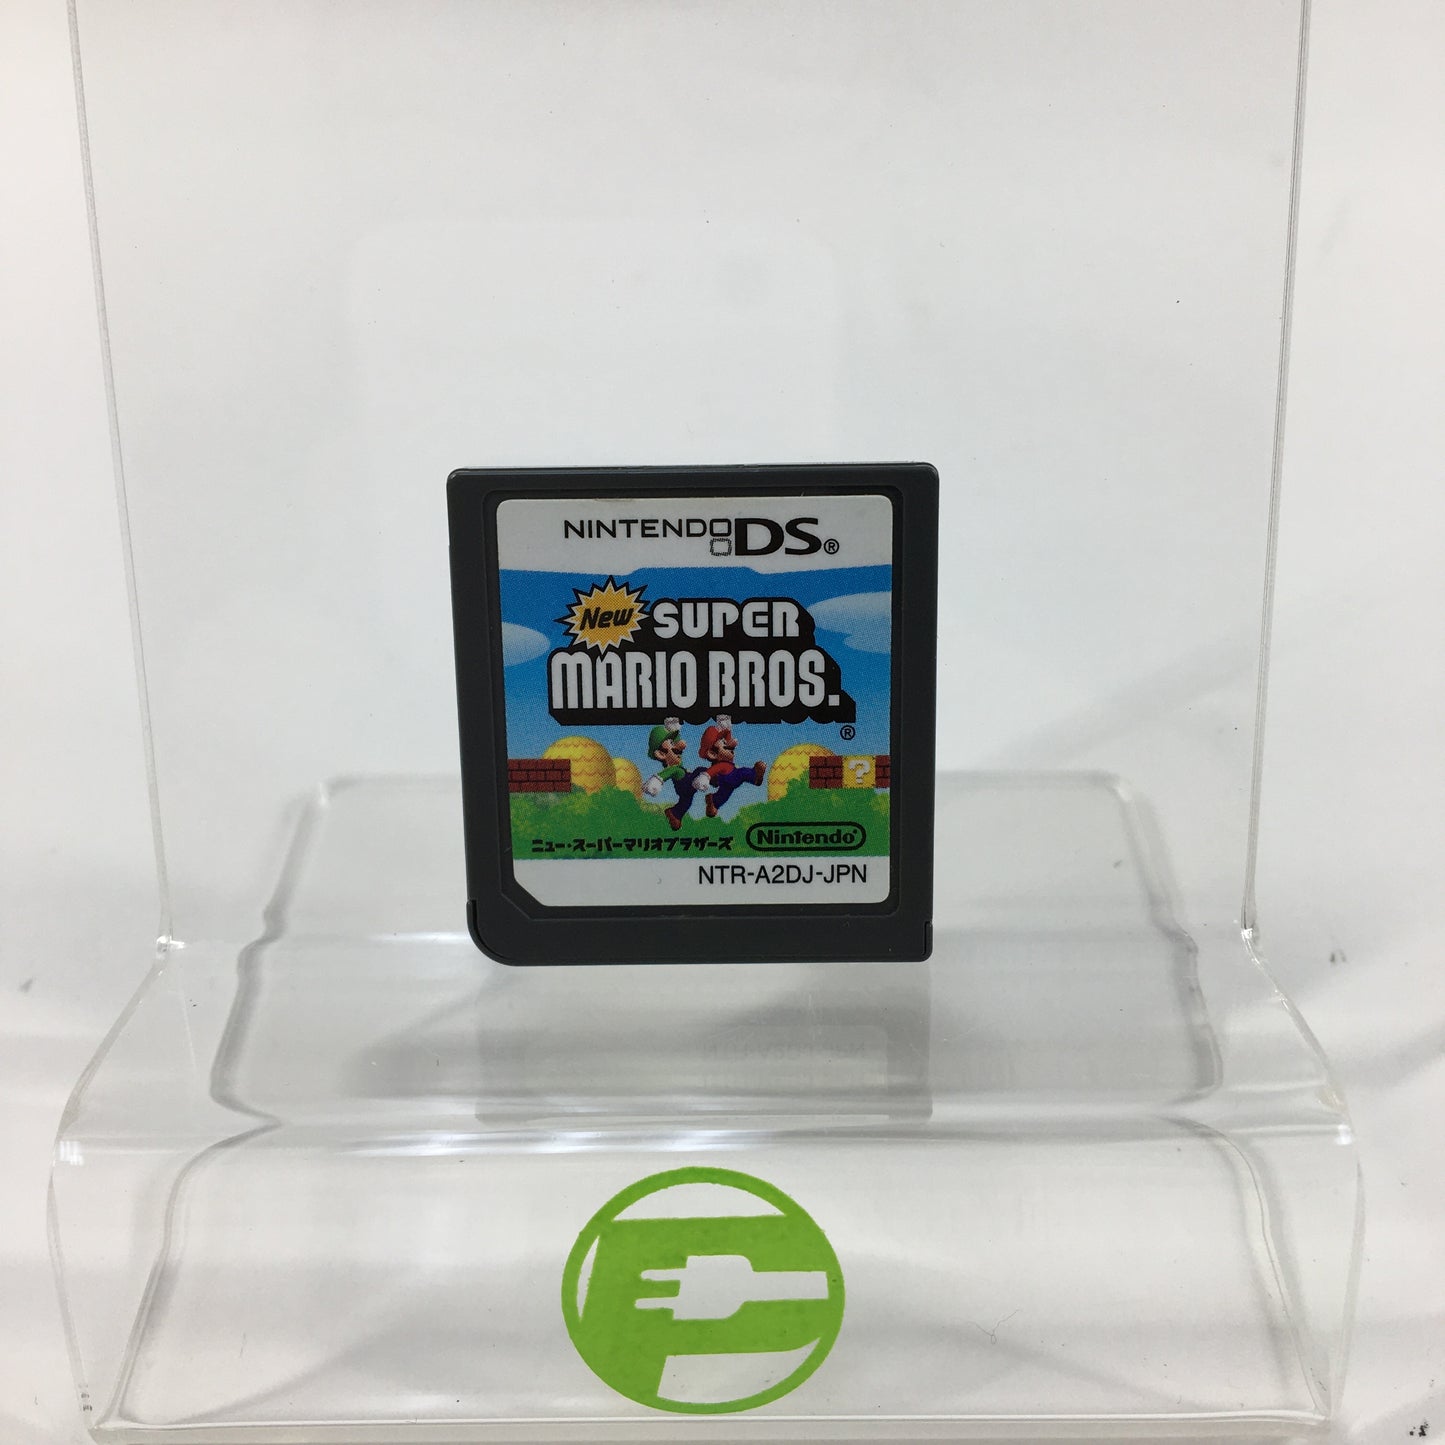 NINTENDO DS®
New SUPER
MARIO BROS.
®
?
ニュー・スーパーマリオブラザーズ
Nintendo®
NTR-A2DJ-JPN